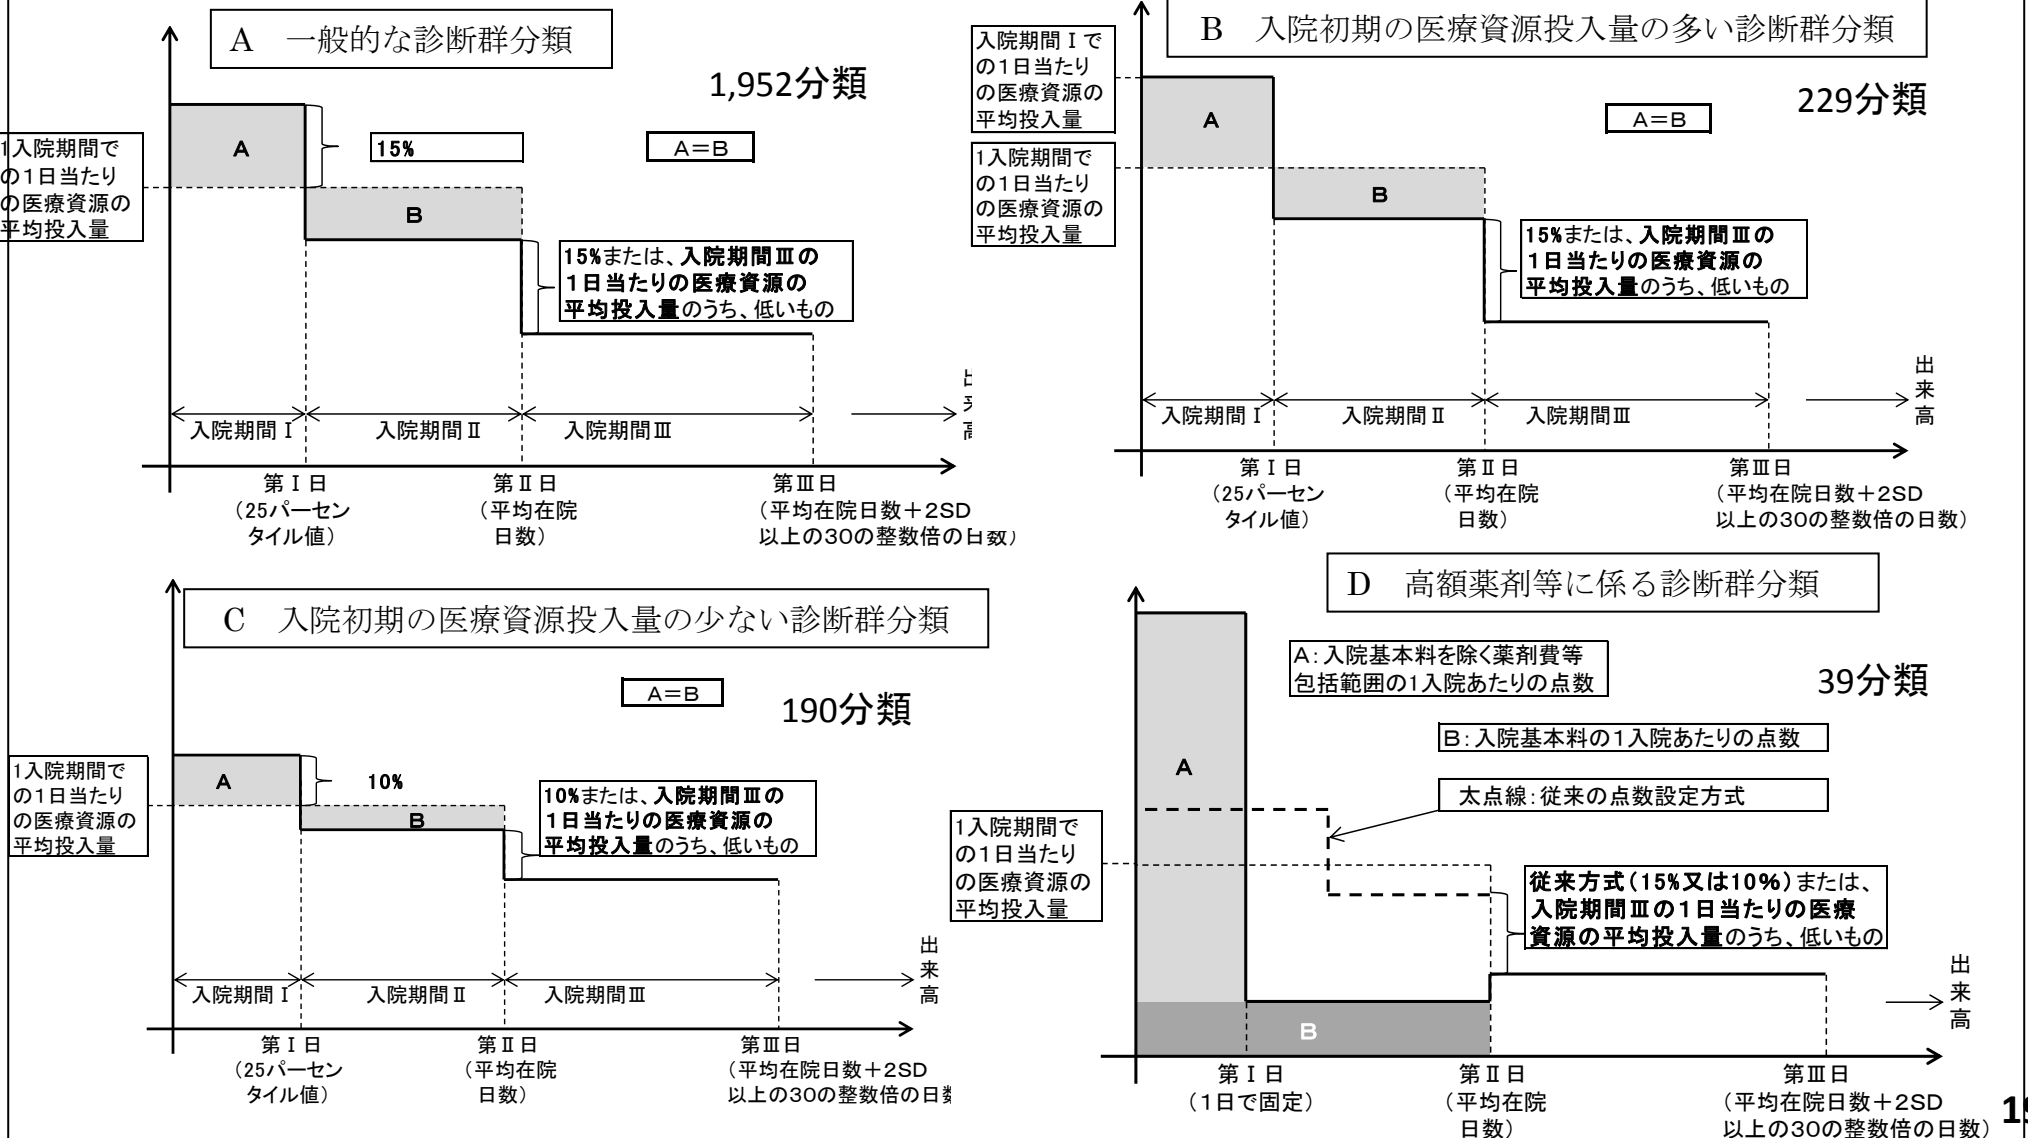 A 一般的な診断群分類
1,952分類
A
15%
A=B
1入院期間で
の1日当たり
の医療資源の
平均投入量
B
15%または、入院期間Ⅲの
1日当たりの医療資源の
平均投入量のうち、低いもの
入院期間Ⅰ
入院期間Ⅱ
入院期間Ⅲ
第Ⅰ日
(25パーセン
タイル値)
第Ⅱ日
(平均在院
日数)
第Ⅲ日
(平均在院日数+2SD
以上の30の整数倍の日数)
B 入院初期の医療資源投入量の多い診断群分類
入院期間Ⅰで
の1日当たり
の医療資源の
平均投入量
229分類
A
A=B
1入院期間で
の1日当たり
の医療資源の
平均投入量
B
15%または、入院期間Ⅲの
1日当たりの医療資源の
平均投入量のうち、低いもの
出
来
高
入院期間Ⅰ
入院期間Ⅱ
入院期間Ⅲ
第Ⅰ日
(25パーセン
タイル値)
第Ⅱ日
(平均在院
日数)
第Ⅲ日
(平均在院日数+2SD
以上の30の整数倍の日数)
C 入院初期の医療資源投入量の少ない診断群分類
A=B
190分類
1入院期間で
の1日当たり
の医療資源の
平均投入量
A
10%
B
10%または、入院期間Ⅲの
1日当たりの医療資源の
平均投入量のうち、低いもの
出
来
高
入院期間Ⅰ
入院期間Ⅱ
入院期間Ⅲ
第Ⅰ日
(25パーセン
タイル値)
第Ⅱ日
(平均在院
日数)
第Ⅲ日
(平均在院日数+2SD
以上の30の整数倍の日
D 高額薬剤等に係る診断群分類
A:入院基本料を除く薬剤費等
包括範囲の1入院あたりの点数
39分類
B:入院基本料の1入院あたりの点数
A
太点線:従来の点数設定方式
1入院期間で
の1日当たり
の医療資源の
平均投入量
従来方式(15%又は10%)または、
入院期間Ⅲの1日当たりの医療
資源の平均投入量のうち、低いもの
出
来
高
B
第Ⅰ日
(1日で固定)
第Ⅱ日
(平均在院
日数)
第Ⅲ日
(平均在院日数+2SD
以上の30の整数倍の日数)